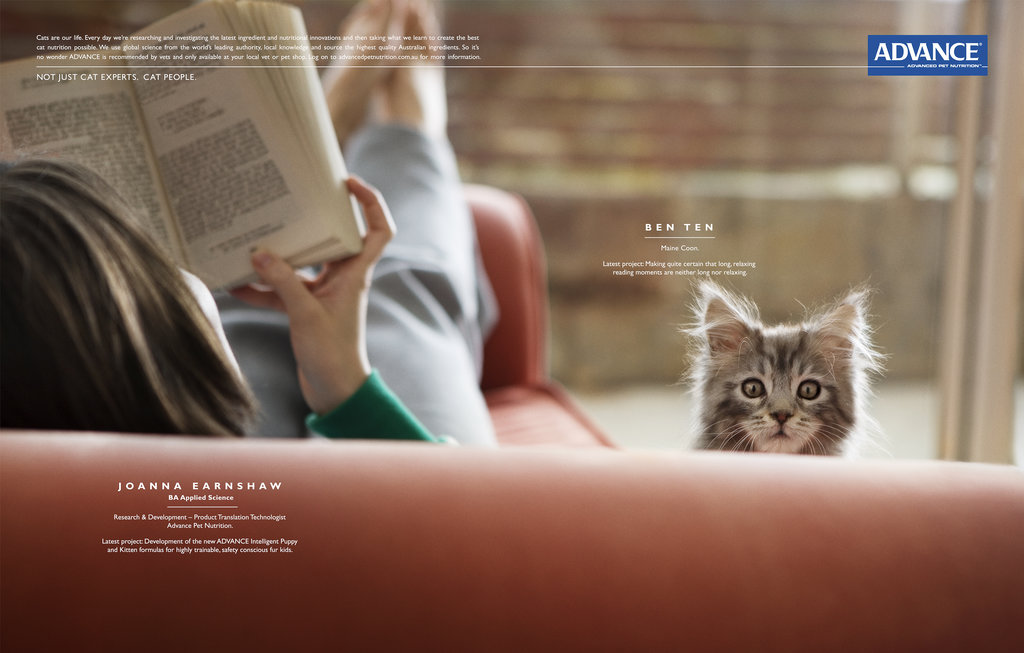 Cats are our life. Every day we're researching and investigating the latest ingredient and nutritional innovations and then taking what we learn to create the best
cat nutrition possible. We use global science from the world's leading authority, local knowledge and source the highest quality Australian ingredients. So it's
no wonder ADVANCE is recommended by vets and only available at your local vet or pet shop. Log on to advancedpetnutrition.com.au for more information.
NOT JUST CAT EXPERTS. CAT PEOPLE.
ADVANCE®
ADVANCED PET NUTRITION™
BEN TEN
Maine Coon.
Latest project: Making quite certain that long, relaxing
reading moments are neither long nor relaxing.
JOANNA EARNSHAW
BA Applied Science
Research & Development – Product Translation Technologist
Advance Pet Nutrition.
Latest project: Development of the new ADVANCE Intelligent Puppy
and Kitten formulas for highly trainable, safety conscious fur kids.